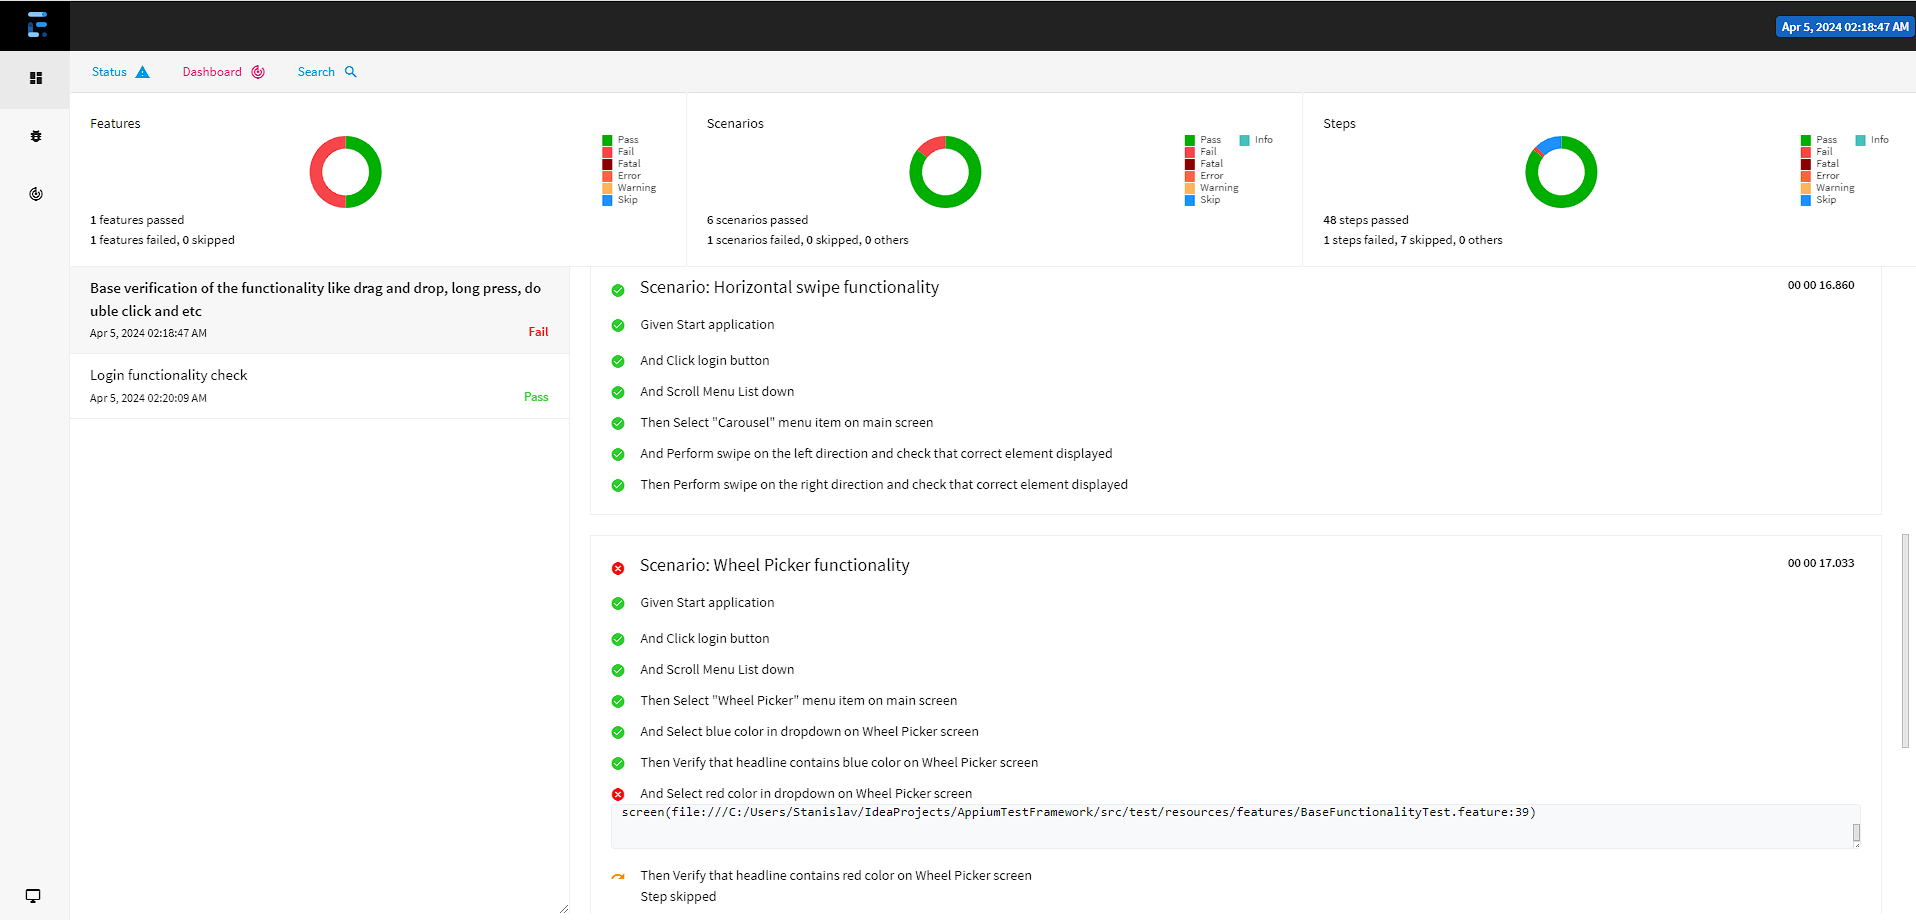 Apr 5, 2024 02:18:47 AM
Status
Dashboard
Search
Features
Pass
Fail
Fatal
Error
Warning
Skip
1 features passed
1 features failed, 0 skipped
Scenarios
Pass
Info
Fail
Fatal
Error
Warning
Skip
6 scenarios passed
1 scenarios failed, 0 skipped, 0 others
Steps
Pass
Info
Fail
Fatal
Error
Warning
Skip
48 steps passed
1 steps failed, 7 skipped, 0 others
Base verification of the functionality like drag and drop, long press, do
uble click and etc
Apr 5, 2024 02:18:47 AM
Fail
Login functionality check
Apr 5, 2024 02:20:09 AM
Pass
Scenario: Horizontal swipe functionality
00 00 16.860
Given Start application
And Click login button
And Scroll Menu List down
Then Select "Carousel" menu item on main screen
And Perform swipe on the left direction and check that correct element displayed
Then Perform swipe on the right direction and check that correct element displayed
Scenario: Wheel Picker functionality
00 00 17.033
Given Start application
And Click login button
And Scroll Menu List down
Then Select "Wheel Picker" menu item on main screen
And Select blue color in dropdown on Wheel Picker screen
Then Verify that headline contains blue color on Wheel Picker screen
And Select red color in dropdown on Wheel Picker screen
screen(file:///C:/Users/Stanislav/IdeaProjects/AppiumTestFramework/src/test/resources/features/BaseFunctionalityTest.feature:39)
Then Verify that headline contains red color on Wheel Picker screen
Step skipped